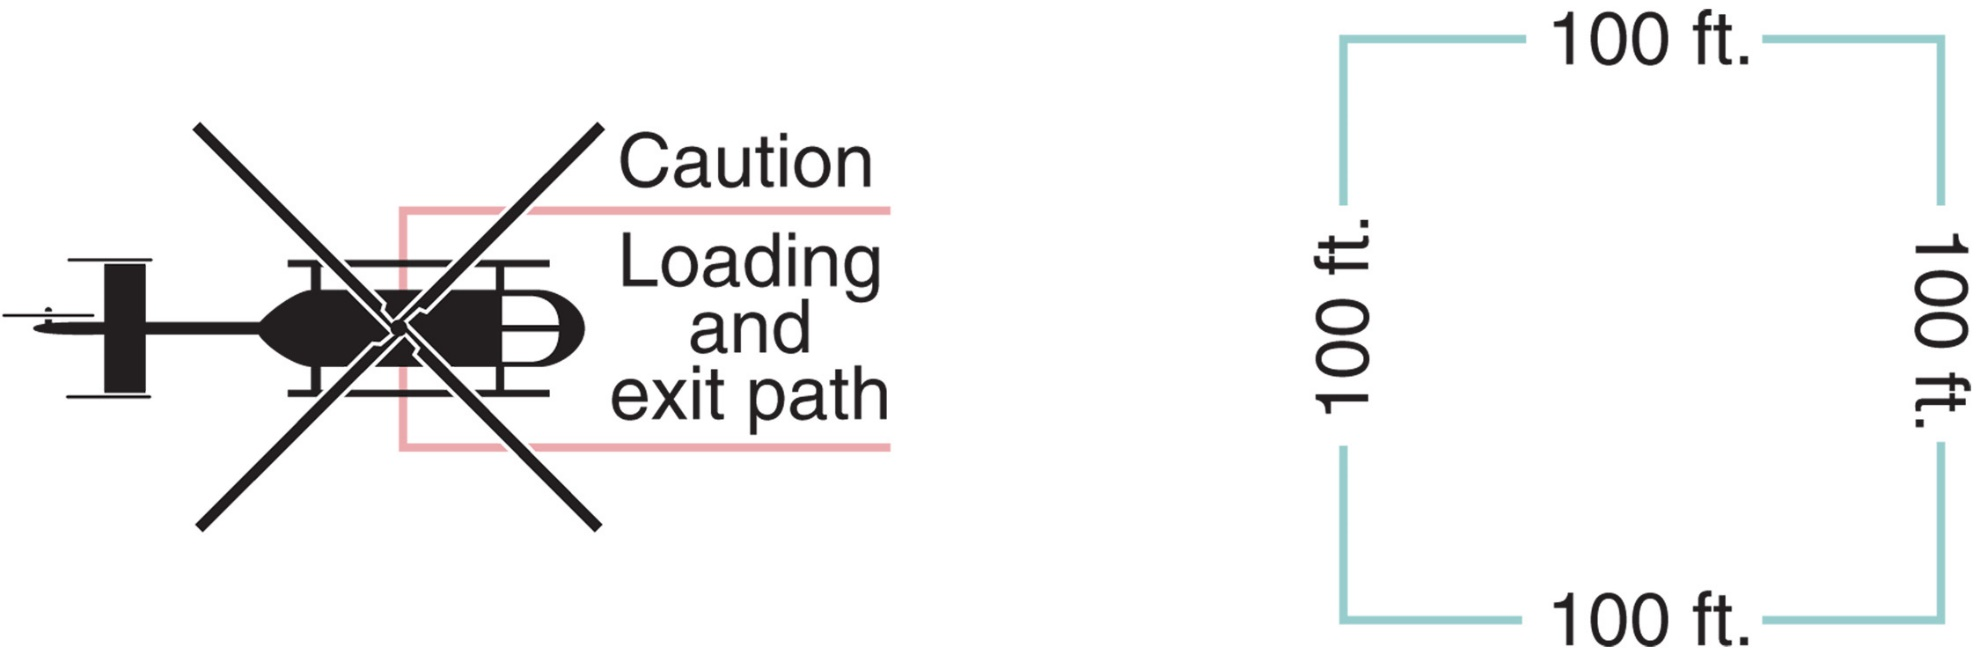 Caution
Loading
and
exit path
100 ft.
100 ft.
100 ft.
100 ft.